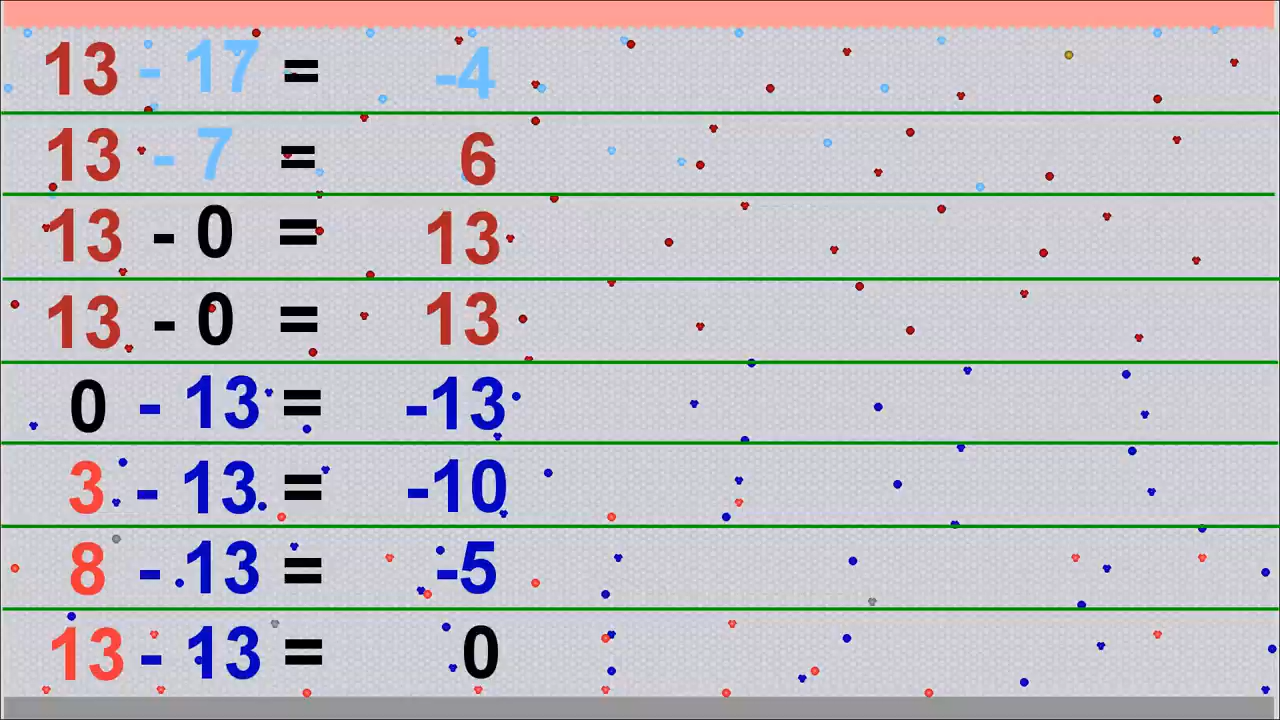 13 - 17 = -4
13 - 7 = 6
13 - 0 = 13
13 - 0 = 13
0 - 13 = -13
3 - 13 = -10
8 - 13 = -5
13 - 13 = 0